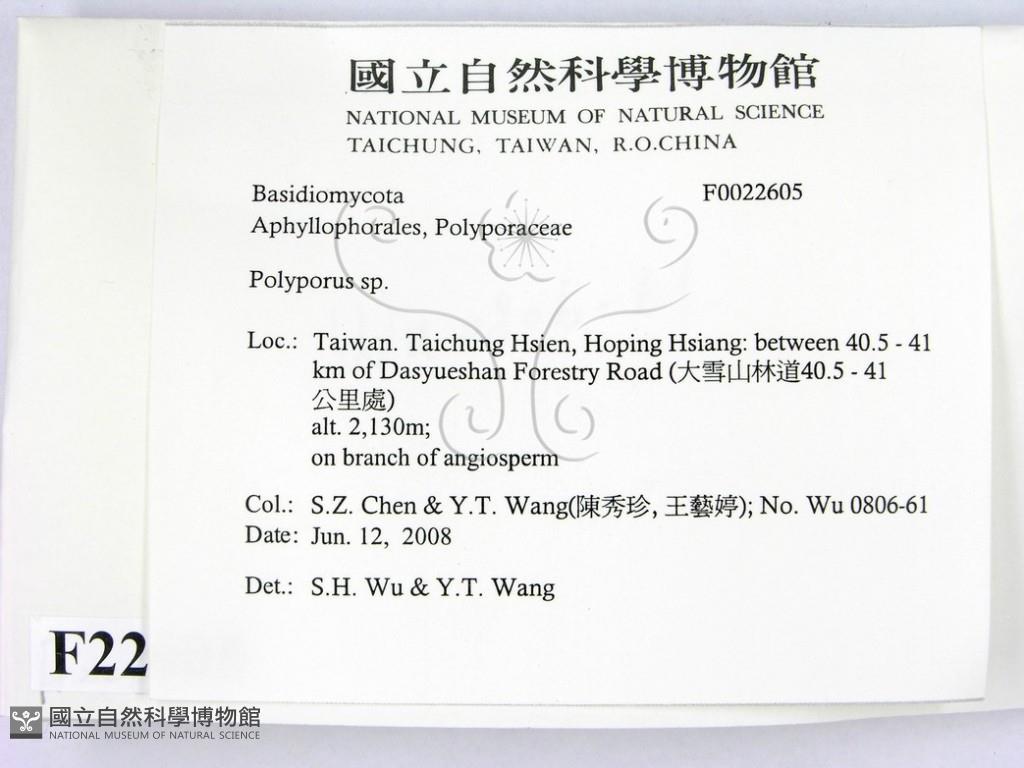 國立自然科學博物館
NATIONAL MUSEUM OF NATURAL SCIENCE
TAICHUNG, TAIWAN, R.O.CHINA
Basidiomycota F0022605
Aphyllophorales, Polyporaceae
Polyporus sp.
Loc.: Taiwan. Taichung Hsien, Hoping Hsiang: between 40.5 - 41
km of Dasyueshan Forestry Road (大雪山林道40.5 - 41
公里處)
alt. 2,130m;
on branch of angiosperm
Col.: S.Z. Chen & Y.T. Wang(陳秀珍, 王藝婷); No. Wu 0806-61
Date: Jun. 12, 2008
Det.: S.H. Wu & Y.T. Wang
F22
國立自然科學博物館
NATIONAL MUSEUM OF NATURAL SCIENCE